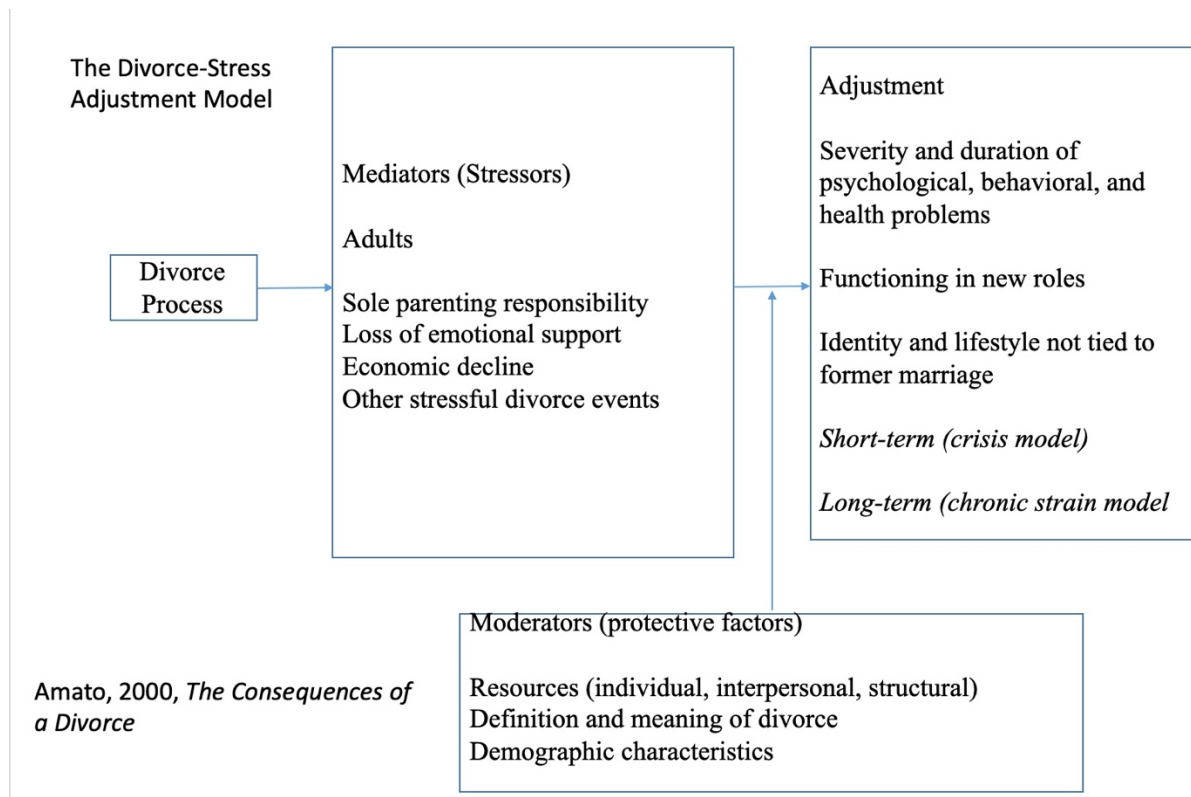 The Divorce-Stress
Adjustment Model
Divorce
Process
Mediators (Stressors)
Adults
Sole parenting responsibility
Loss of emotional support
Economic decline
Other stressful divorce events
Adjustment
Severity and duration of
psychological, behavioral, and
health problems
Functioning in new roles
Identity and lifestyle not tied to
former marriage
Short-term (crisis model)
Long-term (chronic strain model
Moderators (protective factors)
Resources (individual, interpersonal, structural)
Definition and meaning of divorce
Demographic characteristics
Amato, 2000, The Consequences of
a Divorce